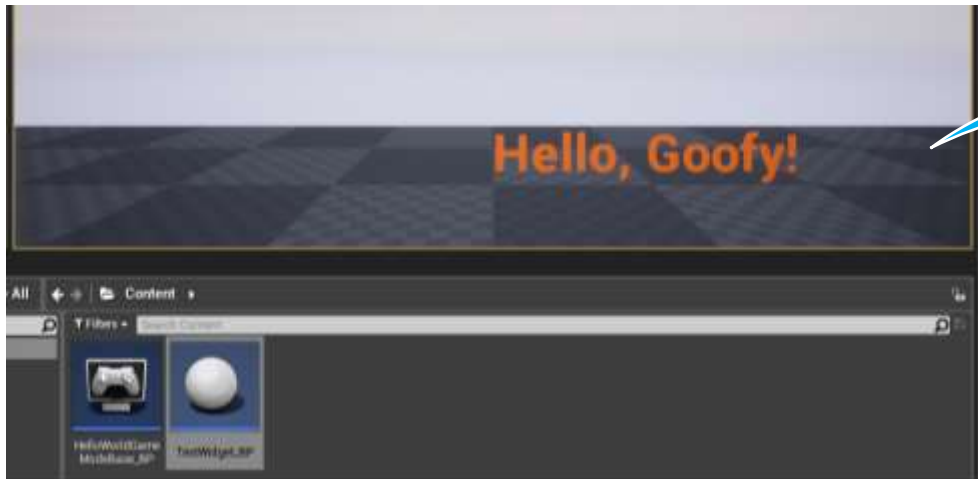 Hello, Goofy!
All
Content
Filters
Search Content
HelloWorldGame
ModeBase_BP
TextWidget_BP